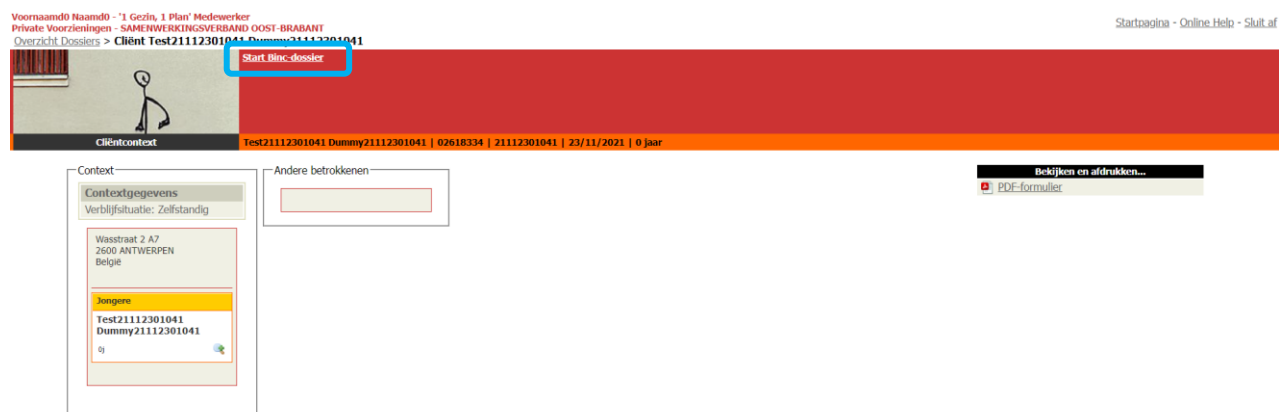 Voornaamd0 Naamd0 - '1 Gezin, 1 Plan' Medewerker
Private Voorzieningen - SAMENWERKINGSVERBAND OOST-BRABANT
Overzicht Dossiers > Cliënt Test21112301041 Dummy21112301041
Startpagina - Online Help - Sluit af
Start Binc-dossier
Cliëntcontext
Test21112301041 Dummy21112301041 | 02618334 | 21112301041 | 23/11/2021 | 0 jaar
Context
Contextgegevens
Verblijfsituatie: Zelfstandig
Wasstraat 2 A7
2600 ANTWERPEN
België
Jongere
Test21112301041
Dummy21112301041
0j
Andere betrokkenen
Bekijken en afdrukken...
PDF-formulier